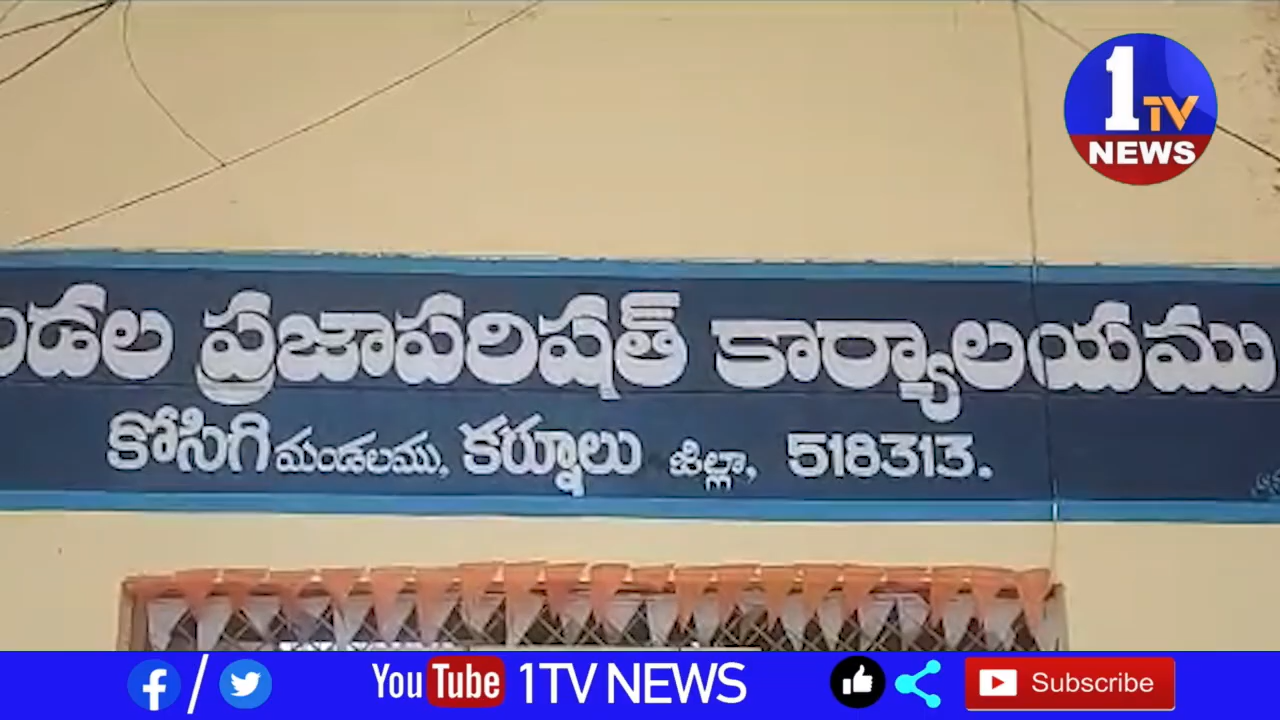 1TV
NEWS
మండల ప్రజాపరిషత్ కార్యాలయము
కోసిగి మండలము, కర్నూలు జిల్లా, 518313.
f / YouTube 1TV NEWS Subscribe